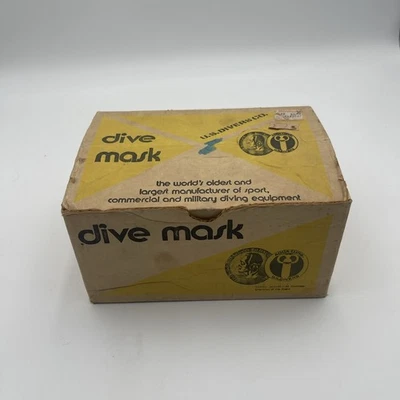 dive
mask
U.S. DIVERS CO.
the world's oldest and
largest manufacturer of sport,
commercial and military diving equipment
dive mask